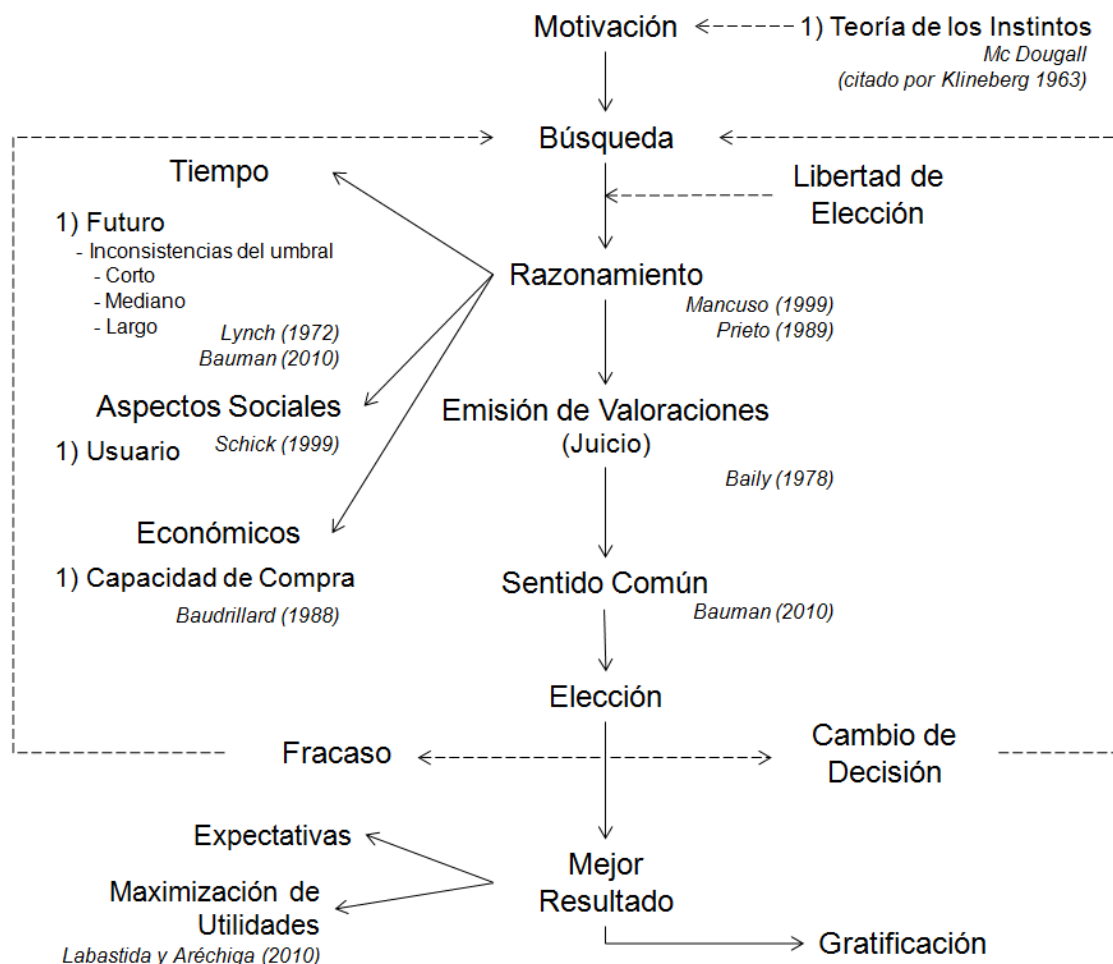 Motivación
1) Teoría de los Instintos
Mc Dougall
(citado por Klineberg 1963)
Búsqueda
Tiempo
Libertad de
Elección
1) Futuro
- Inconsistencias del umbral
- Corto
- Mediano
- Largo
Lynch (1972)
Bauman (2010)
Razonamiento
Mancuso (1999)
Prieto (1989)
Aspectos Sociales
1) Usuario
Schick (1999)
Emisión de Valoraciones
(Juicio)
Baily (1978)
Económicos
1) Capacidad de Compra
Baudrillard (1988)
Sentido Común
Bauman (2010)
Elección
Fracaso
Cambio de
Decisión
Expectativas
Maximización de
Utilidades
Labastida y Aréchiga (2010)
Mejor
Resultado
Gratificación